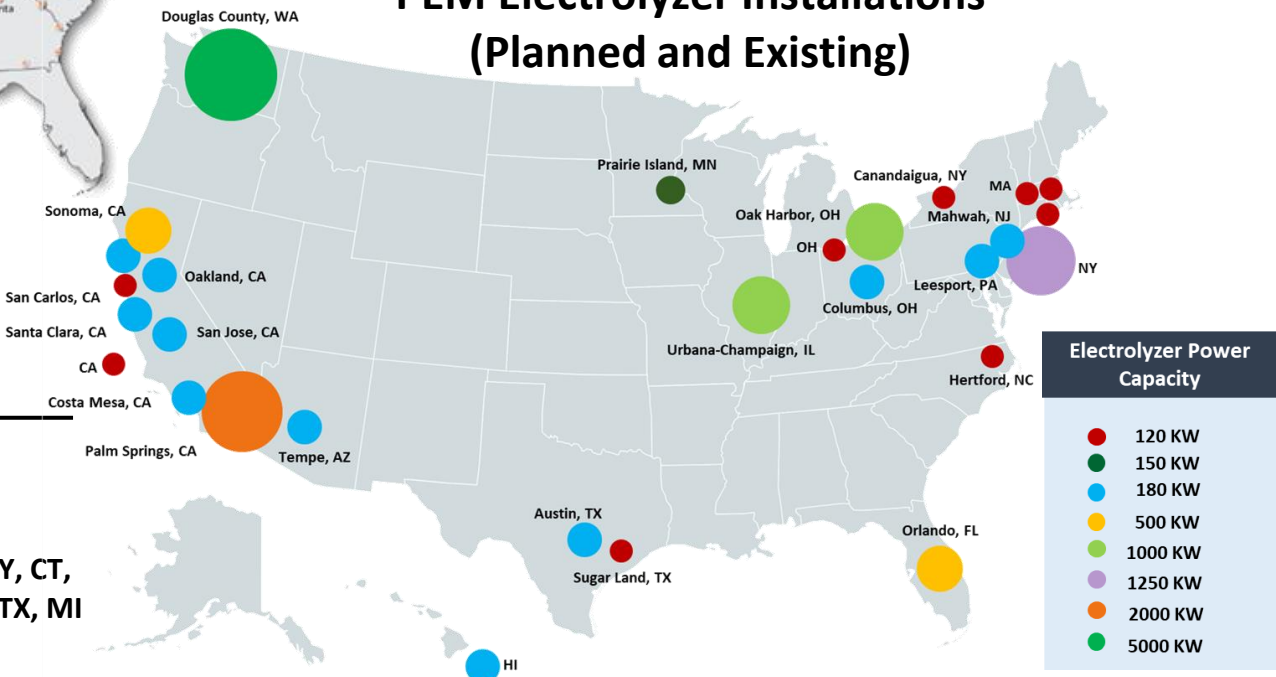 PEM Electrolyzer Installations
(Planned and Existing)
Douglas County, WA
Prairie Island, MN
Canandaigua, NY
MA
Sonoma, CA
Oak Harbor, OH
Mahwah, NJ
OH
NY
Oakland, CA
Leesport, PA
San Carlos, CA
Columbus, OH
Santa Clara, CA
San Jose, CA
Urbana-Champaign, IL
CA
Hertford, NC
Costa Mesa, CA
Palm Springs, CA
Tempe, AZ
Austin, TX
Sugar Land, TX
Orlando, FL
HI
Electrolyzer Power
Capacity
120 KW
150 KW
180 KW
500 KW
1000 KW
1250 KW
2000 KW
5000 KW
Y, CT,
TX, MI